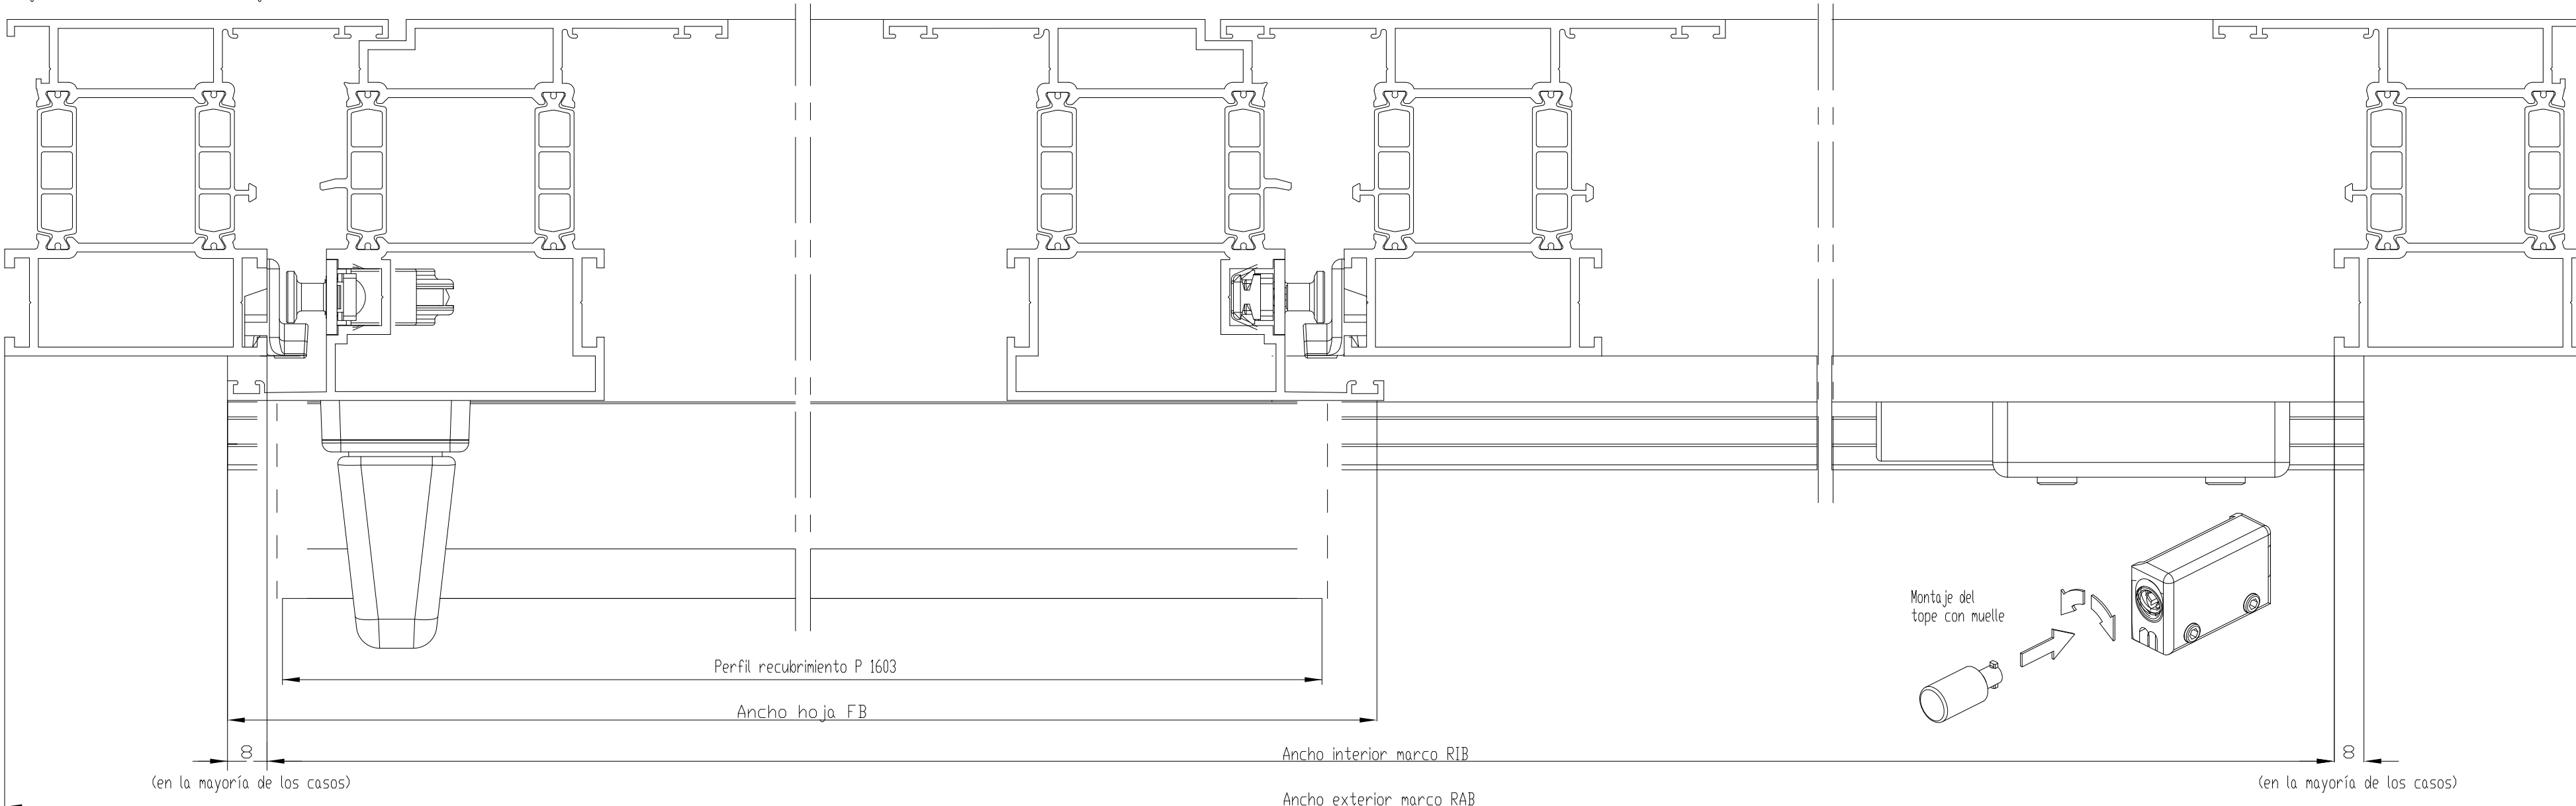 Montaje del
tope con muelle
Perfil recubrimiento P 1603
Ancho hoja FB
8
Ancho interior marco RIB
8
(en la mayoría de los casos)
(en la mayoría de los casos)
Ancho exterior marco RAB